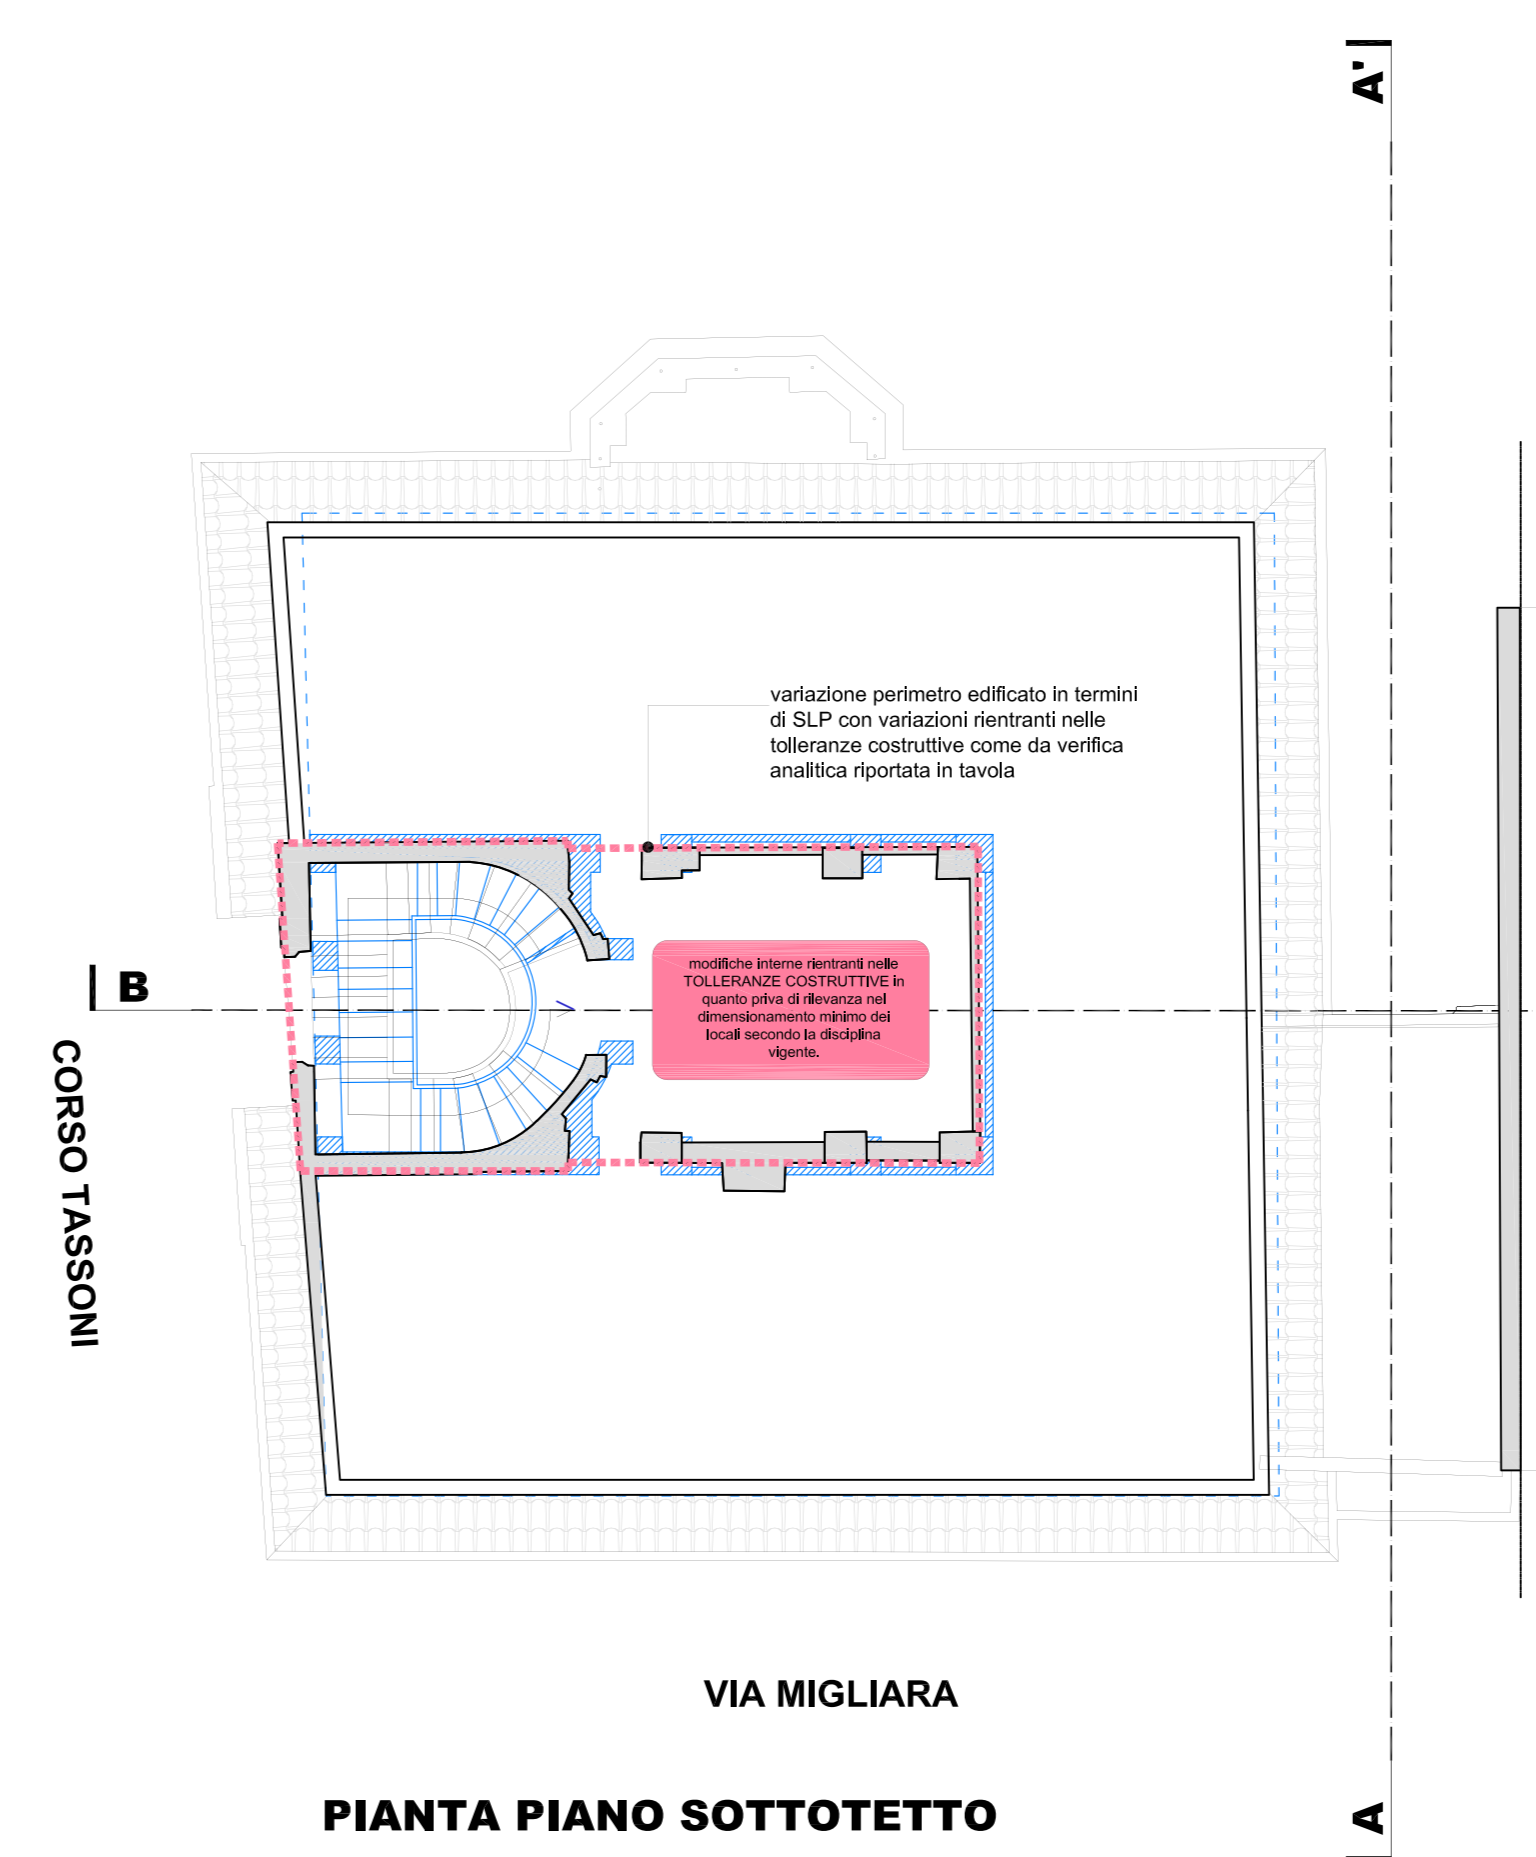 A'
variazione perimetro edificato in termini
di SLP con variazioni rientranti nelle
tolleranze costruttive come da verifica
analitica riportata in tavola
modifiche interne rientranti nelle
TOLLERANZE COSTRUTTIVE in
quanto priva di rilevanza nel
dimensionamento minimo dei
locali secondo la disciplina
vigente.
B
CORSO TASSONI
VIA MIGLIARA
PIANTA PIANO SOTTOTETTO
A